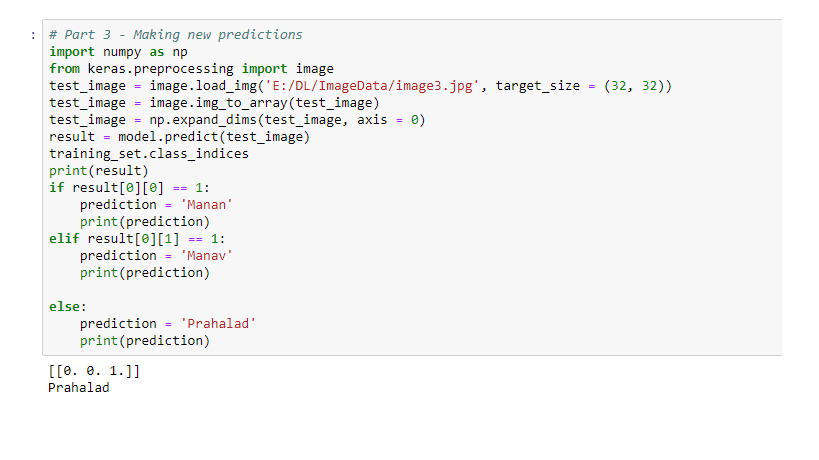 : # Part 3 - Making new predictions
import numpy as np
from keras.preprocessing import image
test_image = image.load_img('E:/DL/ImageData/image3.jpg', target_size = (32, 32))
test_image = image.img_to_array(test_image)
test_image = np.expand_dims(test_image, axis = 0)
result = model.predict(test_image)
training_set.class_indices
print(result)
if result[0][0] == 1:
    prediction = 'Manan'
    print(prediction)
elif result[0][1] == 1:
    prediction = 'Manav'
    print(prediction)
else:
    prediction = 'Prahalad'
    print(prediction)
[[0. 0. 1.]]
Prahalad